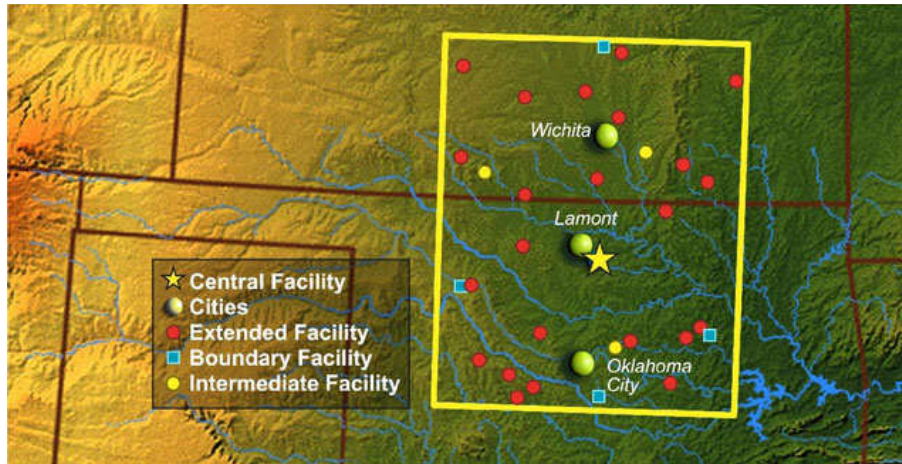 Wichita
Lamont
Central Facility
Cities
Extended Facility
Boundary Facility
Intermediate Facility
Oklahoma
City